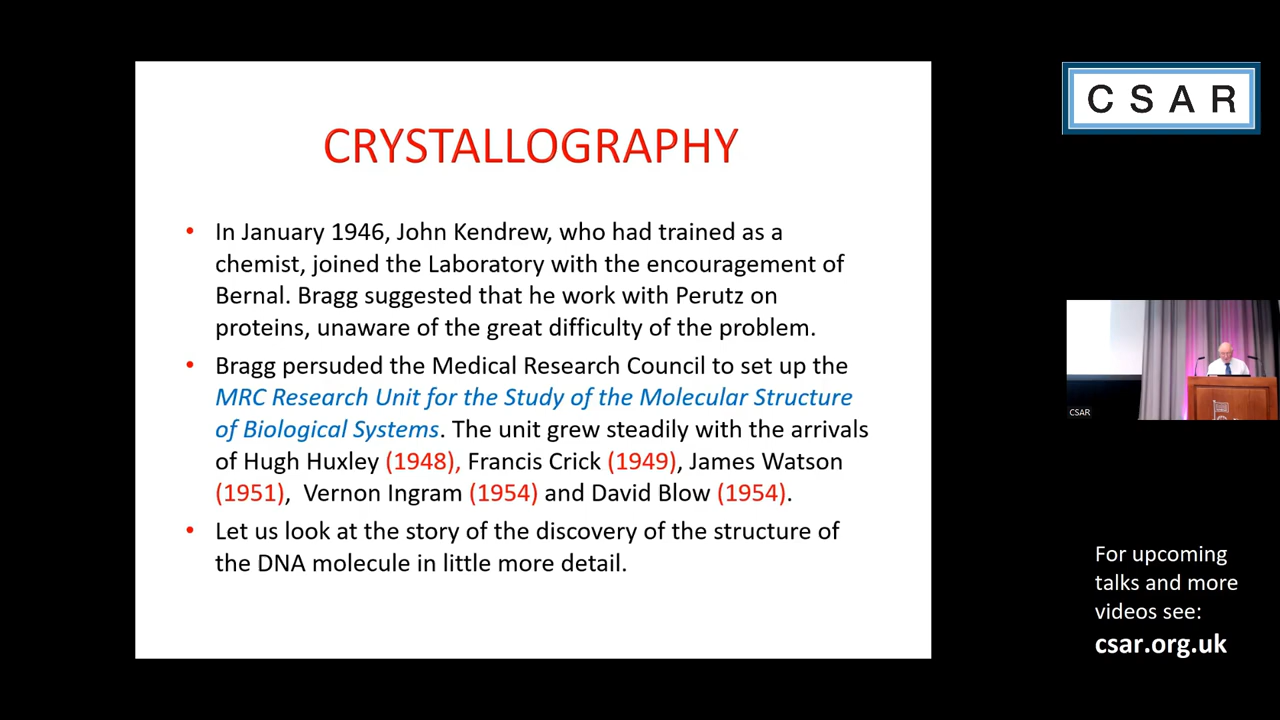 CRYSTALLOGRAPHY
• In January 1946, John Kendrew, who had trained as a
chemist, joined the Laboratory with the encouragement of
Bernal. Bragg suggested that he work with Perutz on
proteins, unaware of the great difficulty of the problem.
• Bragg persuded the Medical Research Council to set up the
MRC Research Unit for the Study of the Molecular Structure
of Biological Systems. The unit grew steadily with the arrivals
of Hugh Huxley (1948), Francis Crick (1949), James Watson
(1951), Vernon Ingram (1954) and David Blow (1954).
• Let us look at the story of the discovery of the structure of
the DNA molecule in little more detail.
CSAR
CSAR
For upcoming
talks and more
videos see:
csar.org.uk